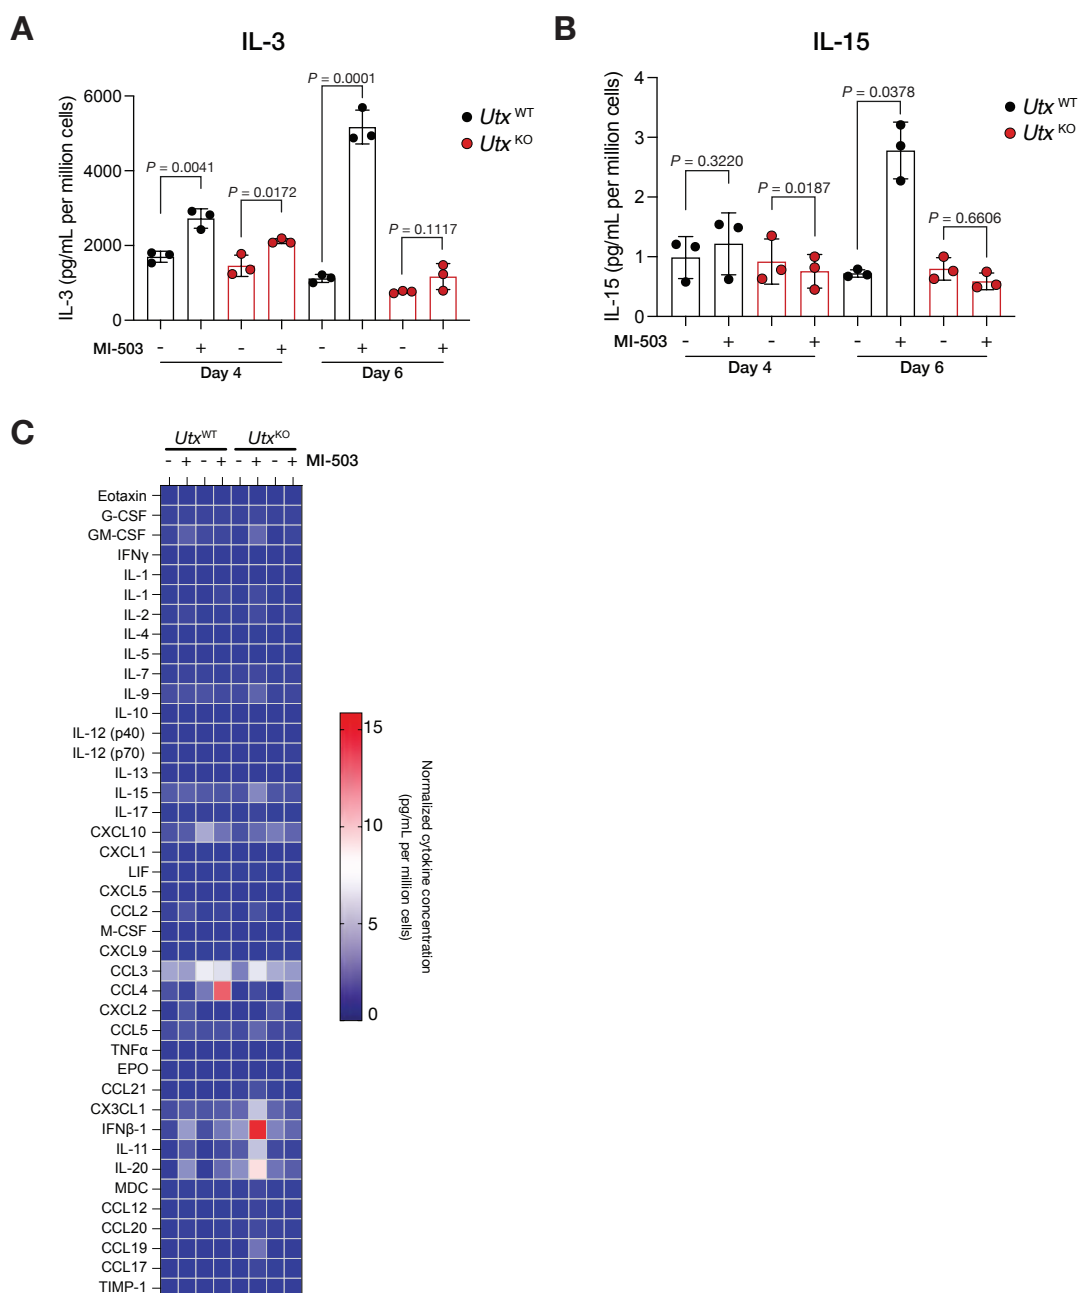 A
IL-3
IL-3 (pg/mL per million cells)
6000
4000
2000
0
P = 0.0041
P = 0.0172
P = 0.0001
P = 0.1117
Utx WT
Utx KO
MI-503
- + - + - + - +
Day 4
Day 6
B
IL-15
IL-15 (pg/mL per million cells)
4
3
2
1
0
P = 0.3220
P = 0.0187
P = 0.0378
P = 0.6606
Utx WT
Utx KO
MI-503
- + - + - + - +
Day 4
Day 6
C
UtxWT UtxKO
- + - + - + - + MI-503
Eotaxin
G-CSF
GM-CSF
IFNγ
IL-1
IL-1
IL-2
IL-4
IL-5
IL-7
IL-9
IL-10
IL-12 (p40)
IL-12 (p70)
IL-13
IL-15
IL-17
CXCL10
CXCL1
LIF
CXCL5
CCL2
M-CSF
CXCL9
CCL3
CCL4
CXCL2
CCL5
TNFα
EPO
CCL21
CX3CL1
IFNβ-1
IL-11
IL-20
MDC
CCL12
CCL20
CCL19
CCL17
TIMP-1
15
10
5
0
Normalized cytokine concentration
(pg/mL per million cells)